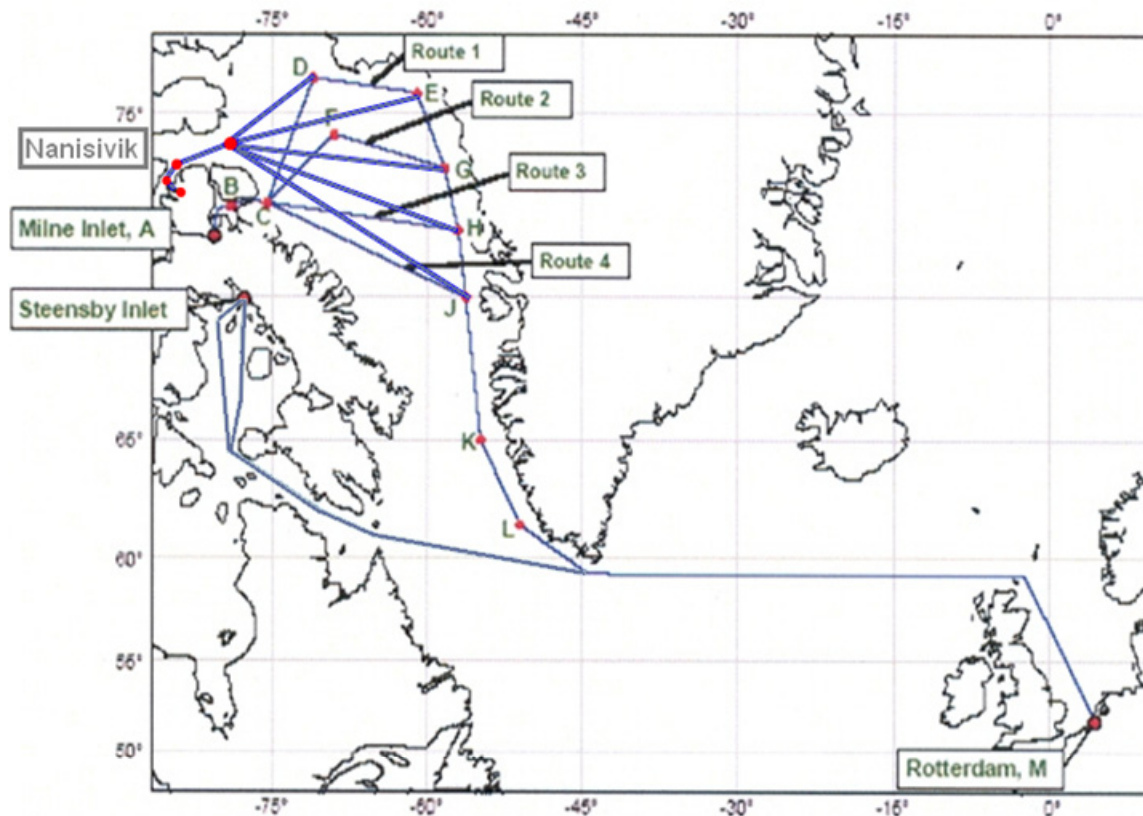 -75° -60° -45° -30° -15° 0°
Route 1
D
E
Route 2
75°
F
Nanisivik
G
Route 3
B
C
Milne Inlet, A
H
Route 4
Steensby Inlet
J
65°
K
L
60°
55°
50°
Rotterdam, M
-75° -60° -45° -30° -15° 0°